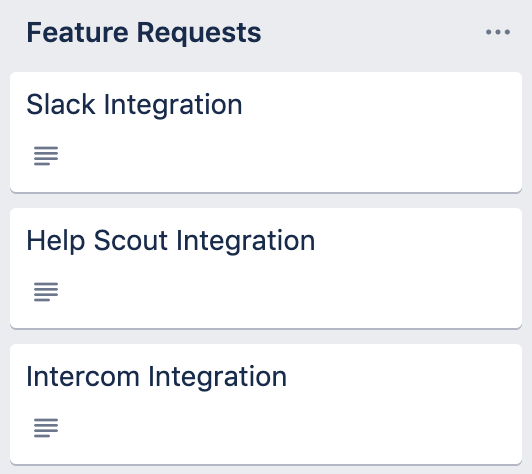 Feature Requests
Slack Integration
Help Scout Integration
Intercom Integration